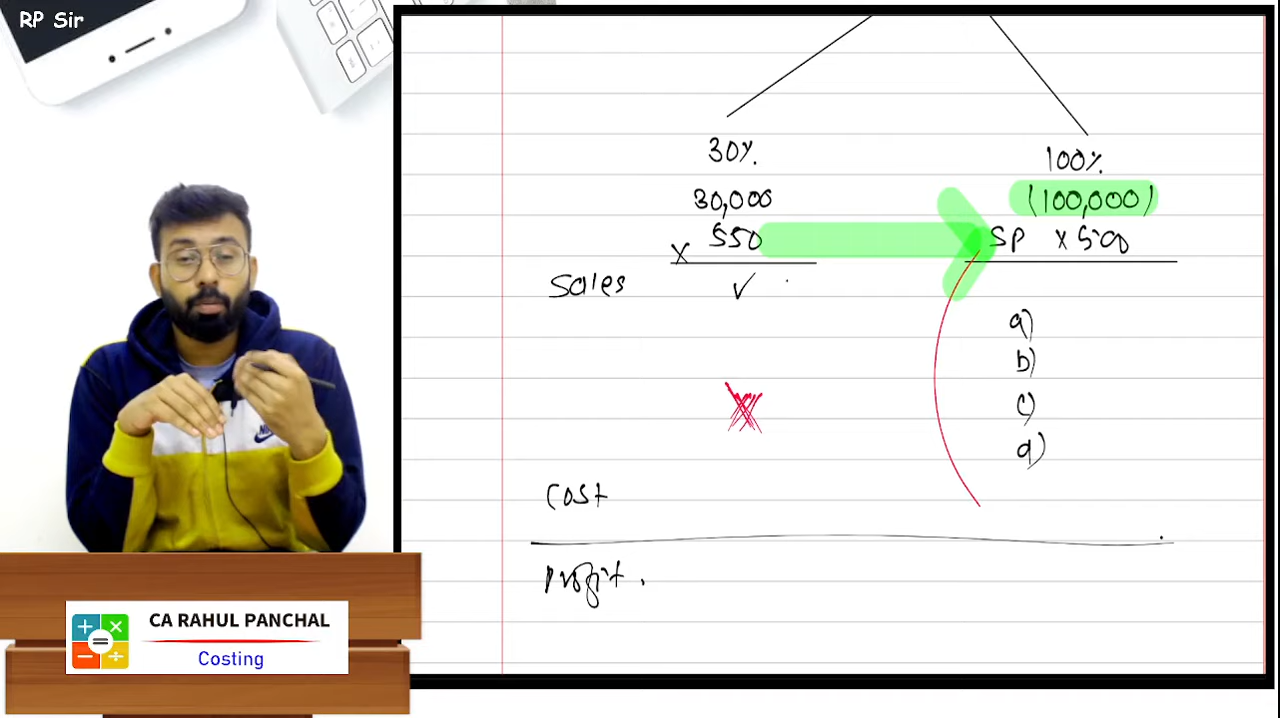 RP Sir
30%. 100%.
30,000 (100,000)
x 550 SP x 500
Sales ✓
a)
b)
c)
d)
Cost
Profit.
CA RAHUL PANCHAL
Costing